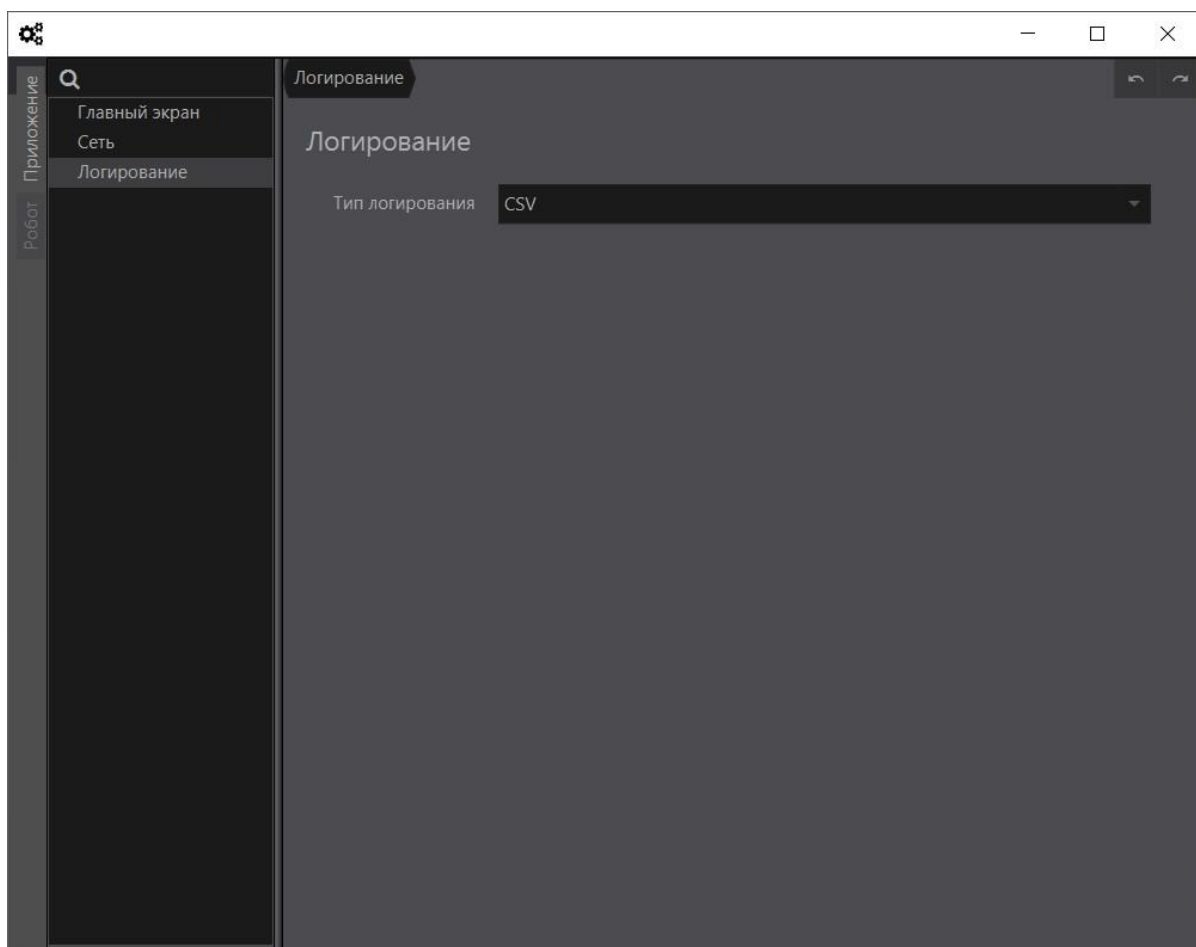 Приложение
Робот
Главный экран
Сеть
Логирование
Логирование
Логирование
Тип логирования
CSV